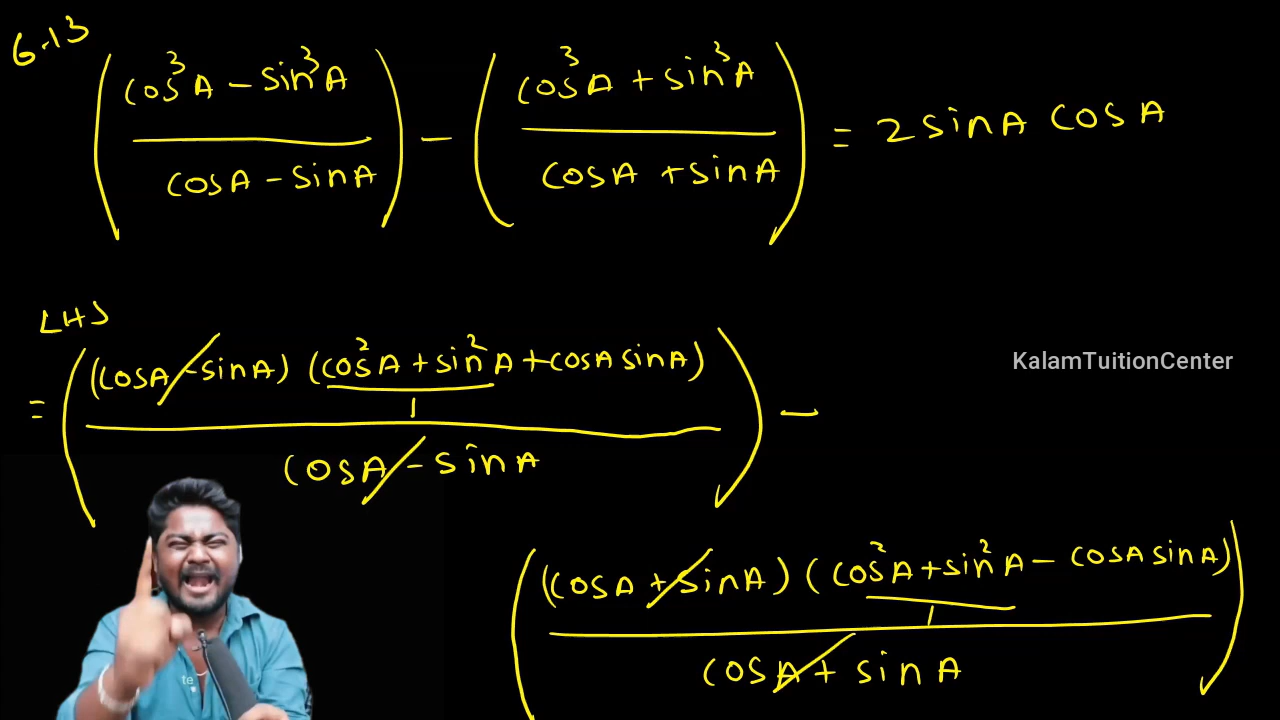 6.13
(cos³A − sin³A / cosA − sinA) − (cos³A + sin³A / cosA + sinA) = 2 sinA cosA
LHS
= ((cosA − sinA) (cos²A + sin²A + cosA sinA) / cosA − sinA) −
1
KalamTuitionCenter
((cosA + sinA) (cos²A + sin²A − cosA sinA) / cosA + sinA)
1
te